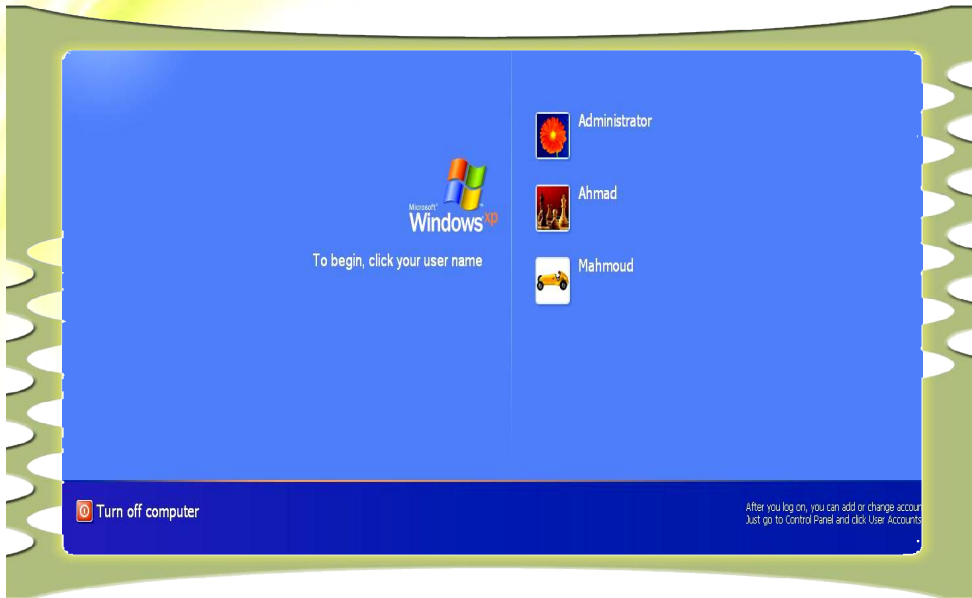 Microsoft®
Windows xp
To begin, click your user name
Administrator
Ahmad
Mahmoud
Turn off computer
After you log on, you can add or change accoun
Just go to Control Panel and click User Accounts